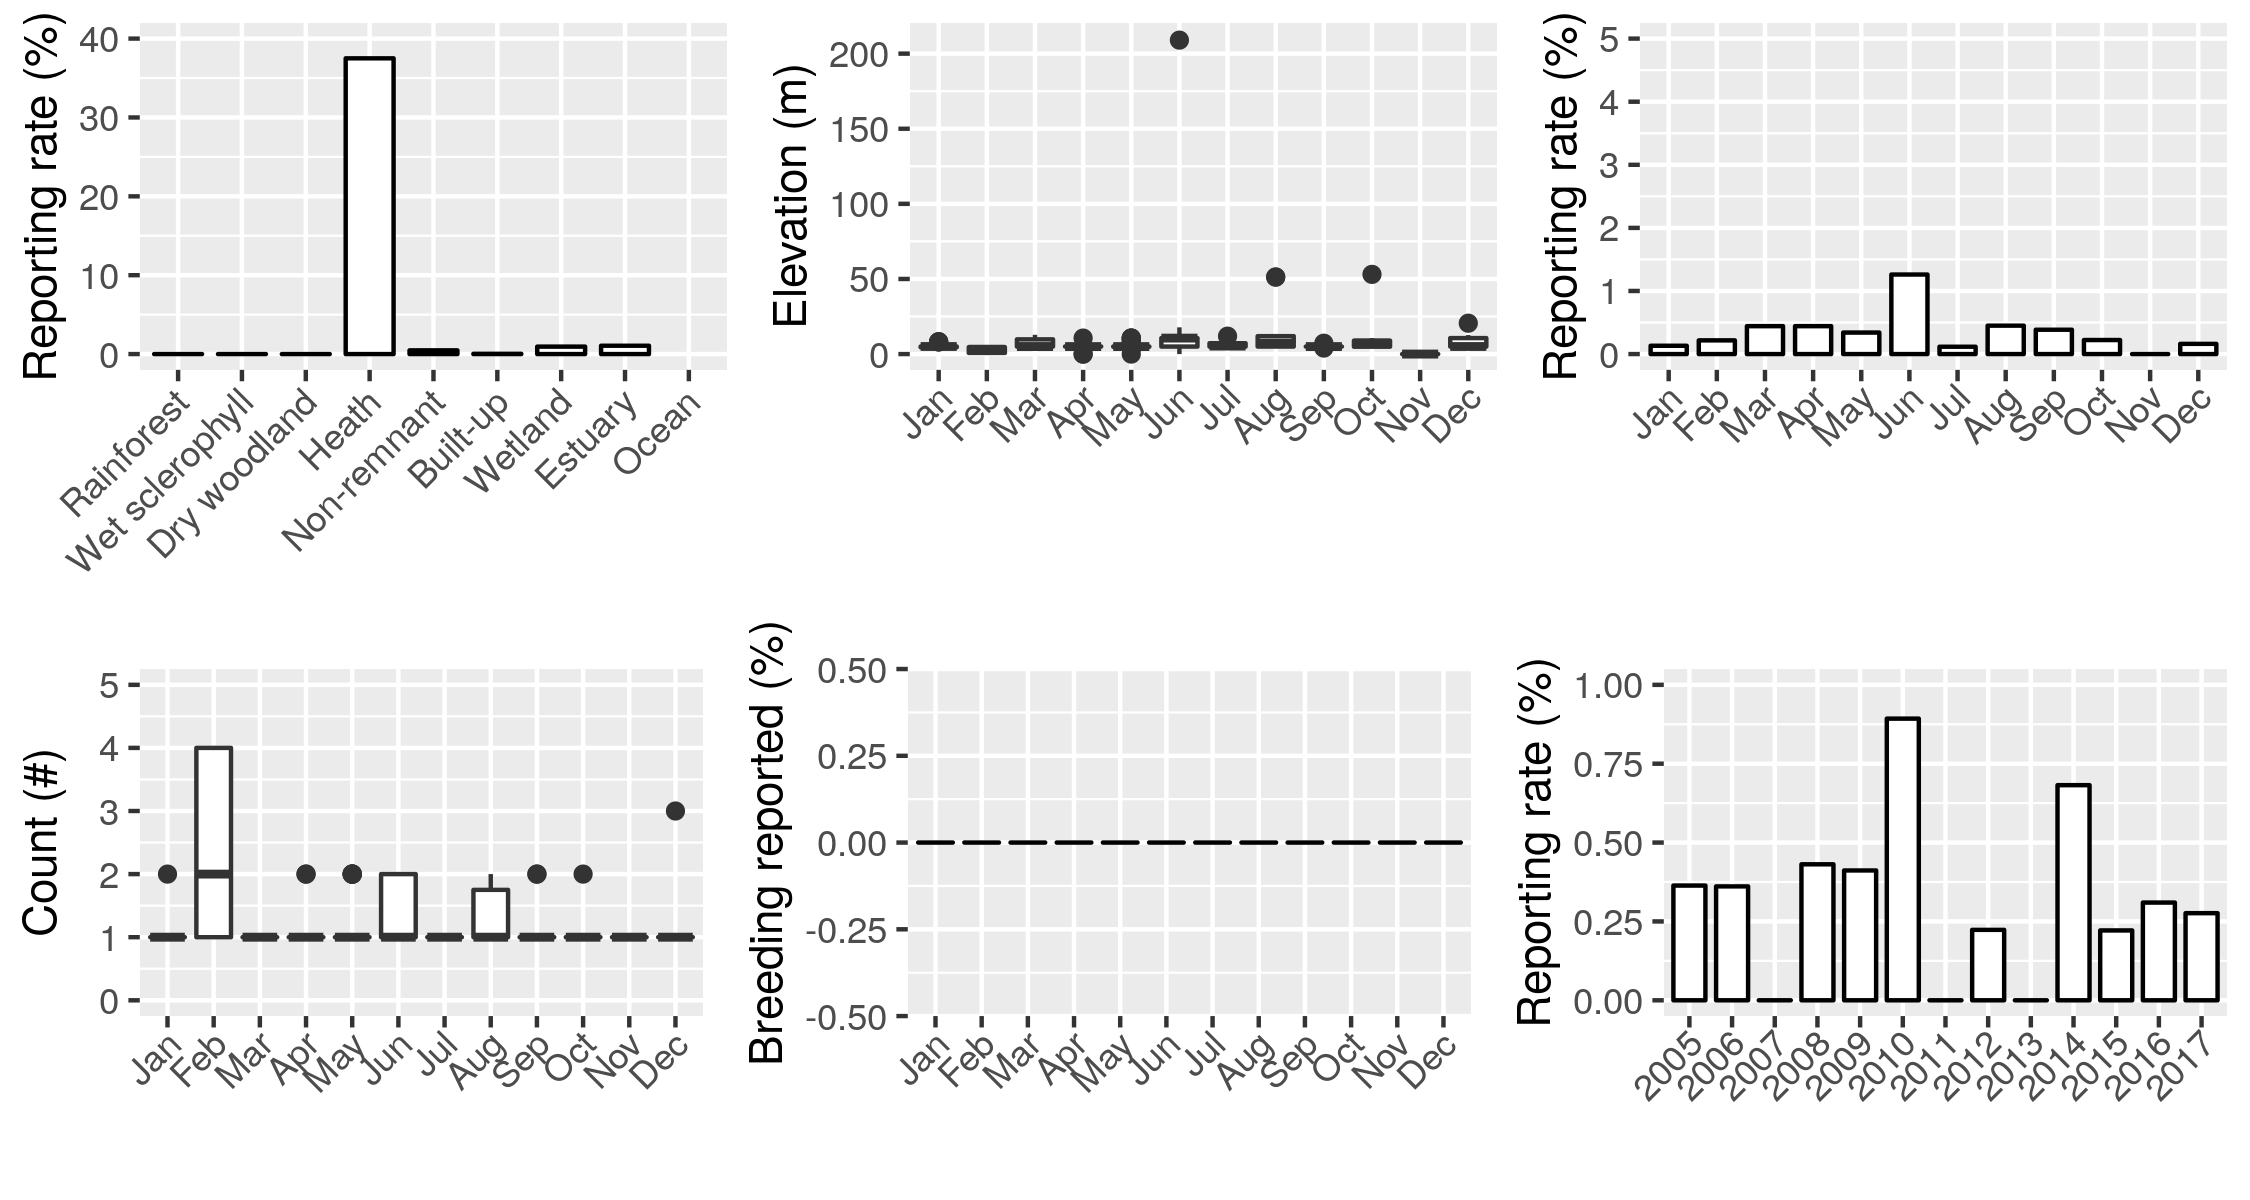 Reporting rate (%)
40
30
20
10
0
Rainforest
Wet sclerophyll
Dry woodland
Heath
Non-remnant
Built-up
Wetland
Estuary
Ocean
Elevation (m)
200
150
100
50
0
Jan
Feb
Mar
Apr
May
Jun
Jul
Aug
Sep
Oct
Nov
Dec
Reporting rate (%)
5
4
3
2
1
0
Jan
Feb
Mar
Apr
May
Jun
Jul
Aug
Sep
Oct
Nov
Dec
Count (#)
5
4
3
2
1
0
Jan
Feb
Mar
Apr
May
Jun
Jul
Aug
Sep
Oct
Nov
Dec
Breeding reported (%)
0.50
0.25
0.00
-0.25
-0.50
Jan
Feb
Mar
Apr
May
Jun
Jul
Aug
Sep
Oct
Nov
Dec
Reporting rate (%)
1.00
0.75
0.50
0.25
0.00
2005
2006
2007
2008
2009
2010
2011
2012
2013
2014
2015
2016
2017